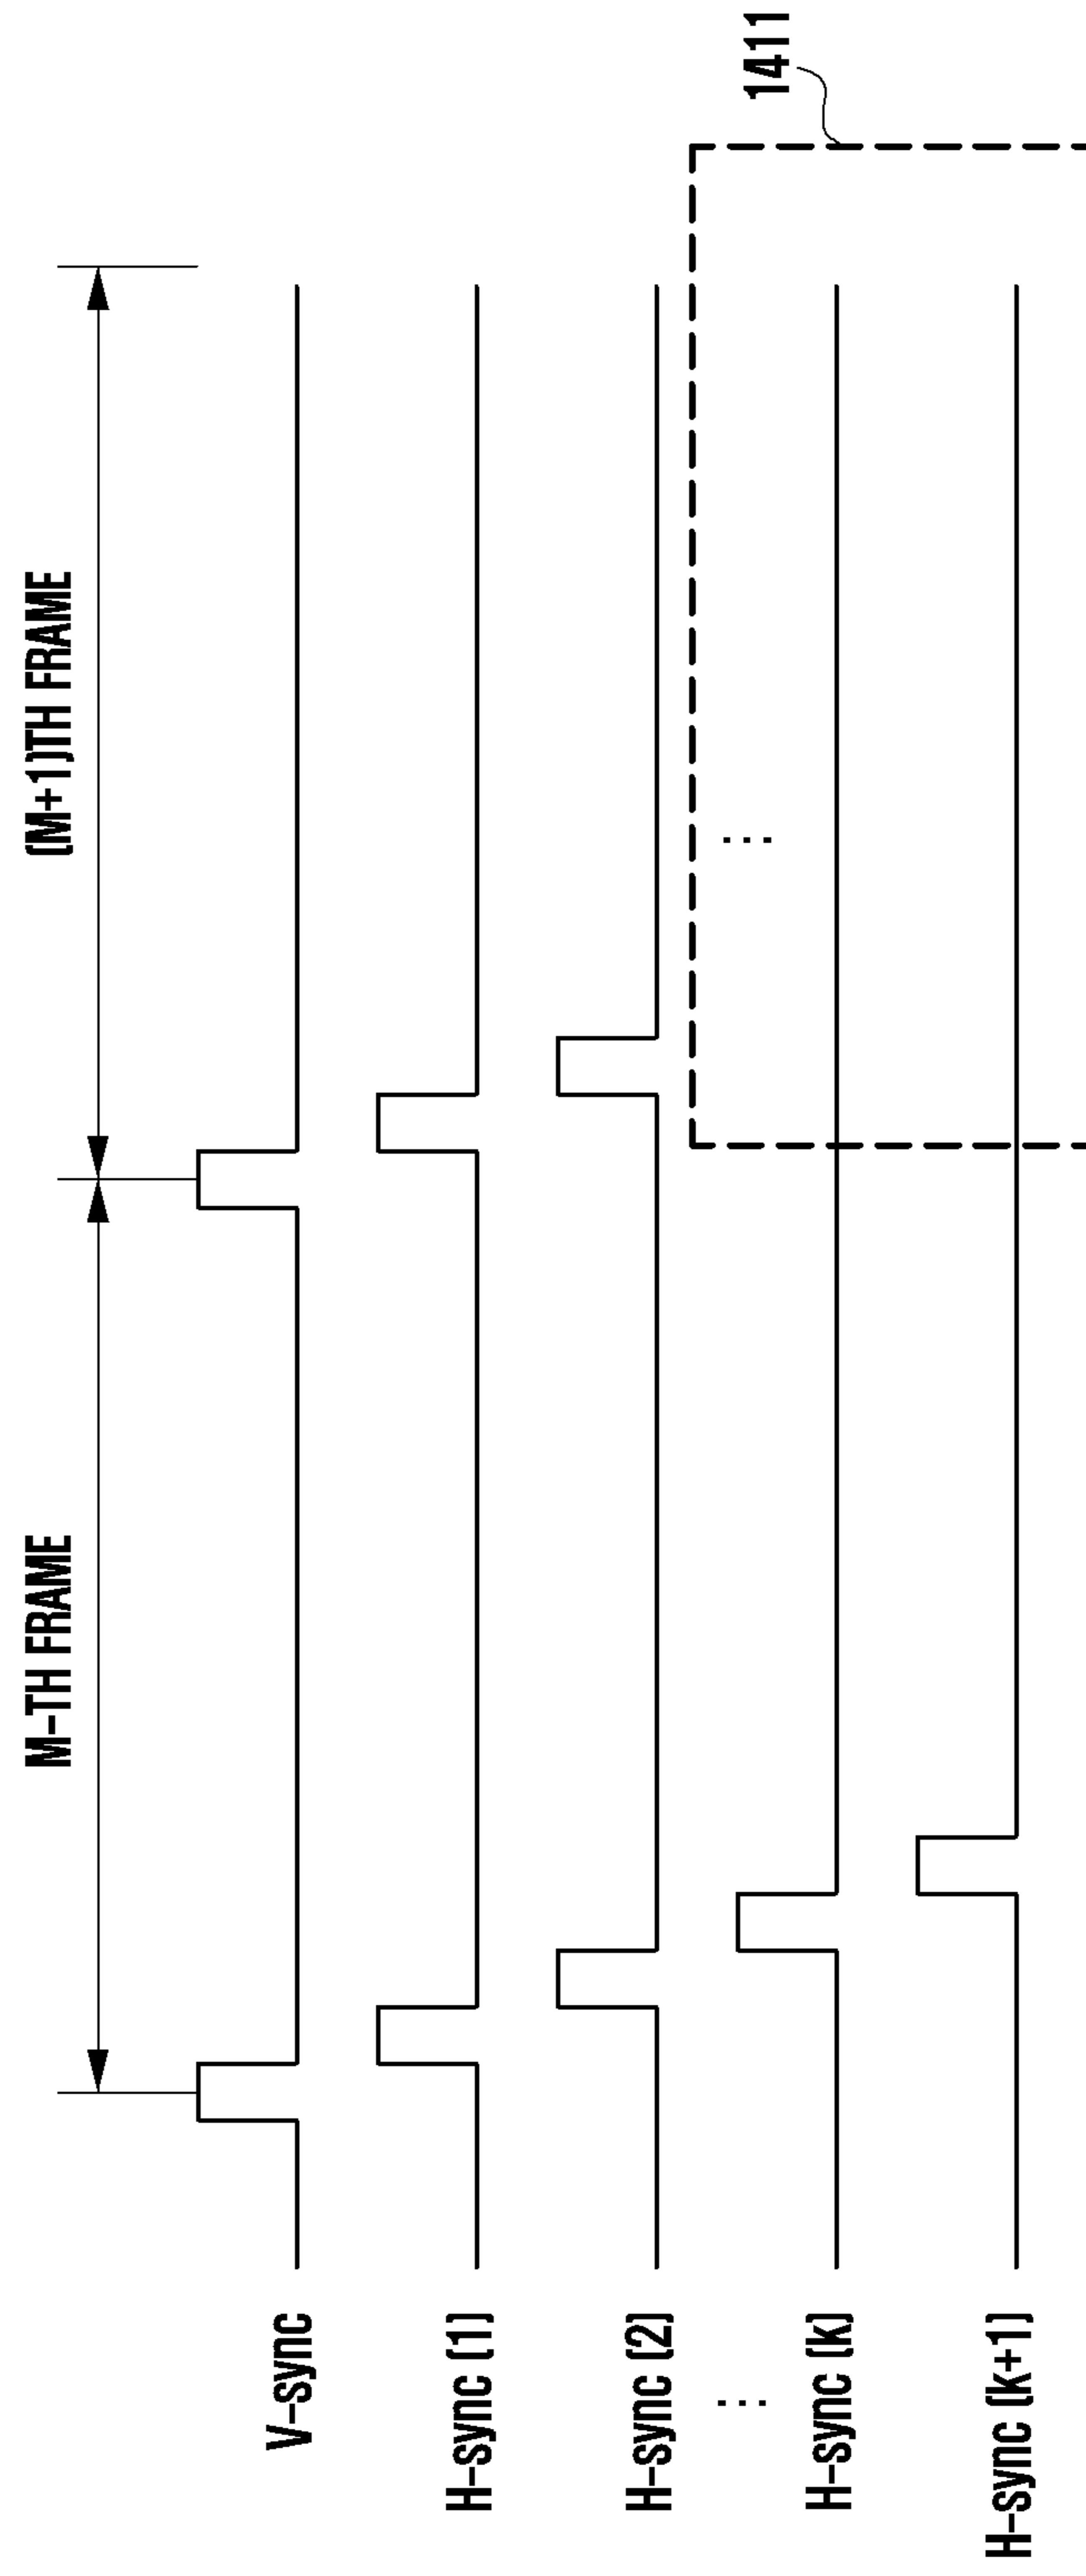 M-TH FRAME
(M+1)TH FRAME
V-sync
H-sync (1)
H-sync (2)
⋮
⋮
1411
H-sync (k)
H-sync (k+1)